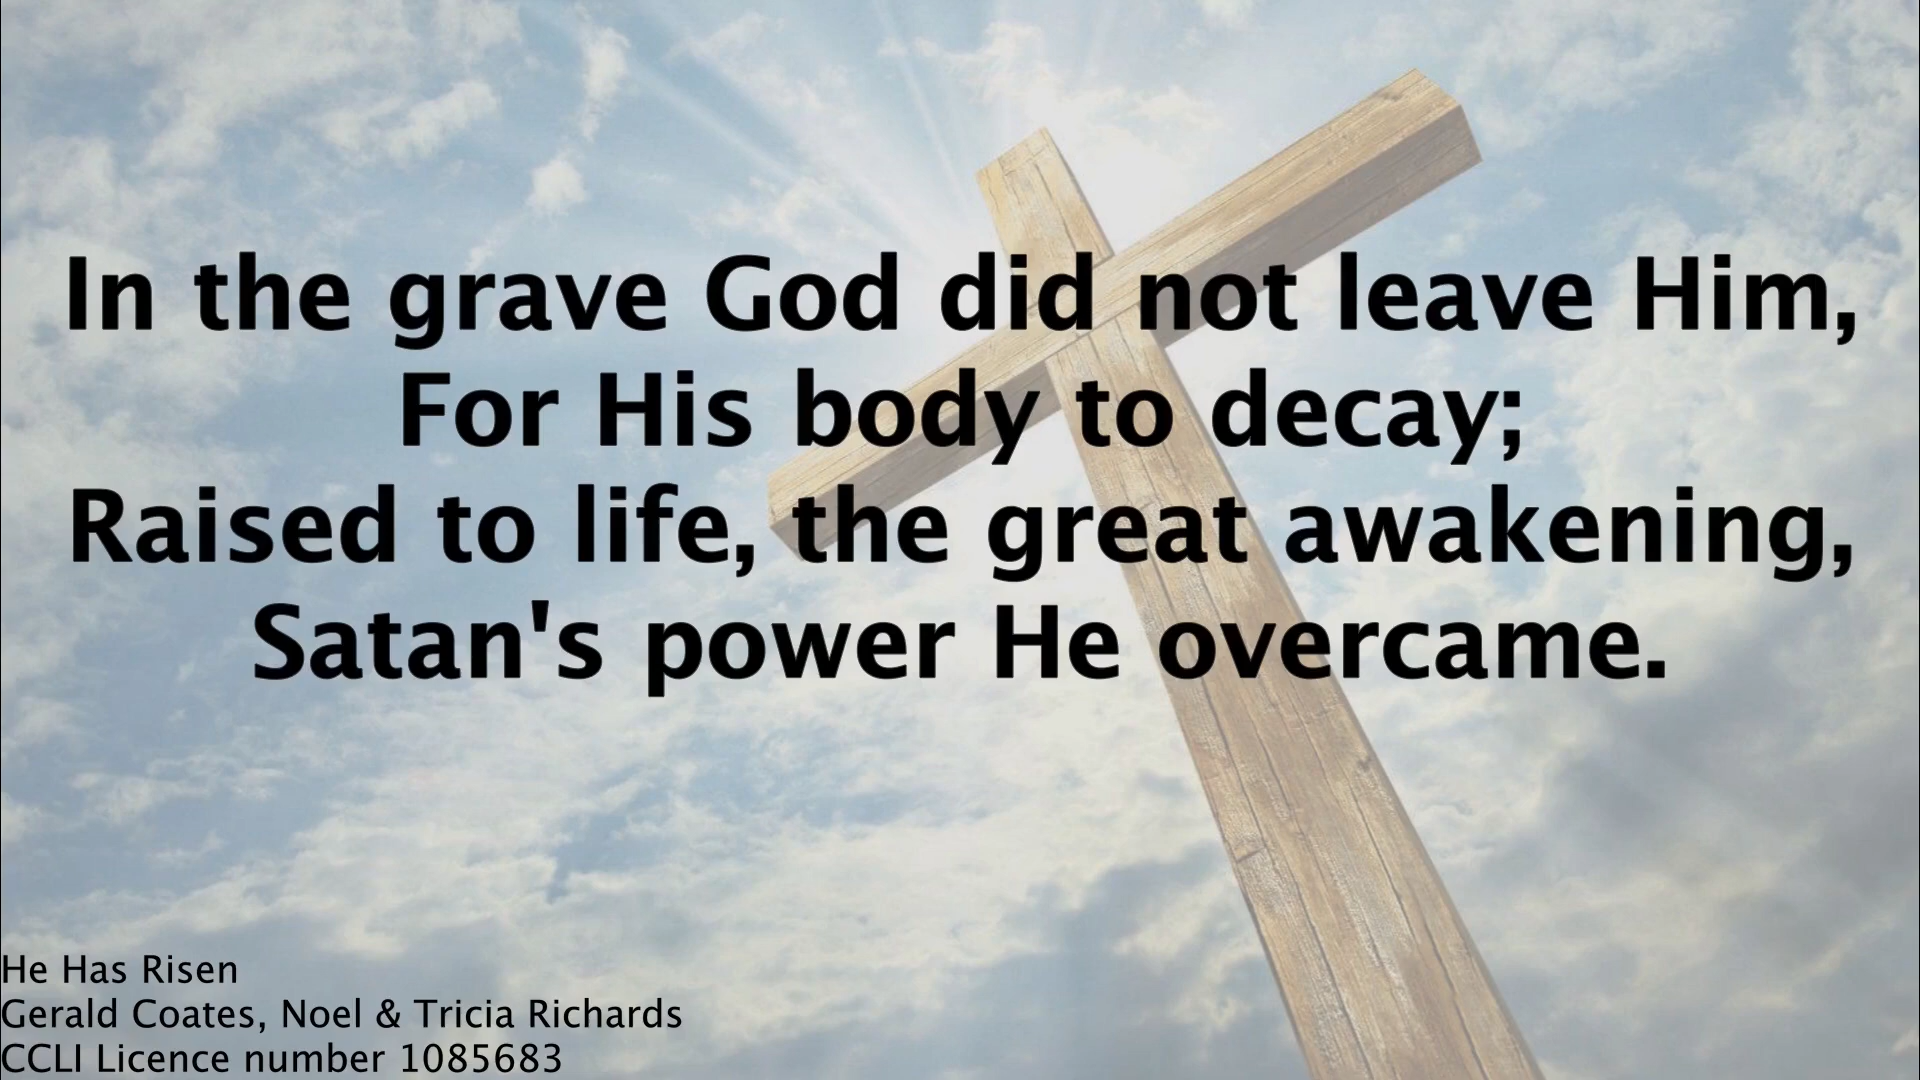 In the grave God did not leave Him,
For His body to decay;
Raised to life, the great awakening,
Satan's power He overcame.
He Has Risen
Gerald Coates, Noel & Tricia Richards
CCLI Licence number 1085683